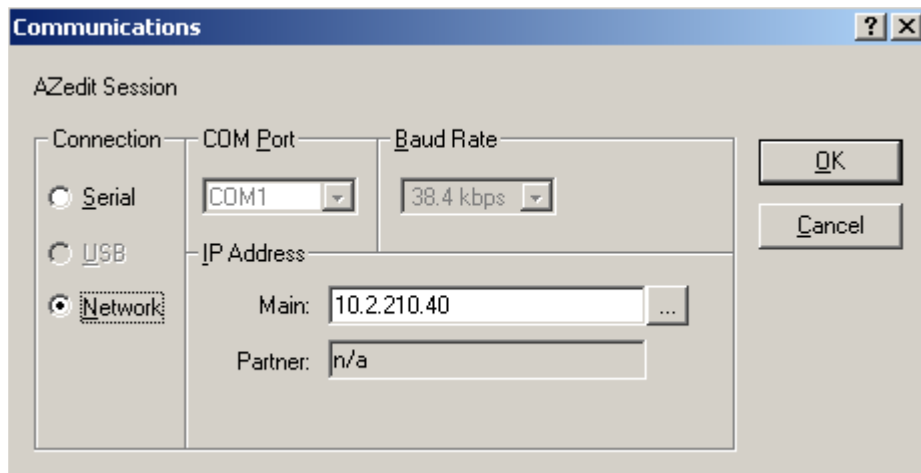 Communications
AZedit Session
Connection
COM Port
Baud Rate
Serial
COM1
38.4 kbps
OK
Cancel
USB
IP Address
Network
Main: 10.2.210.40 ...
Partner: n/a